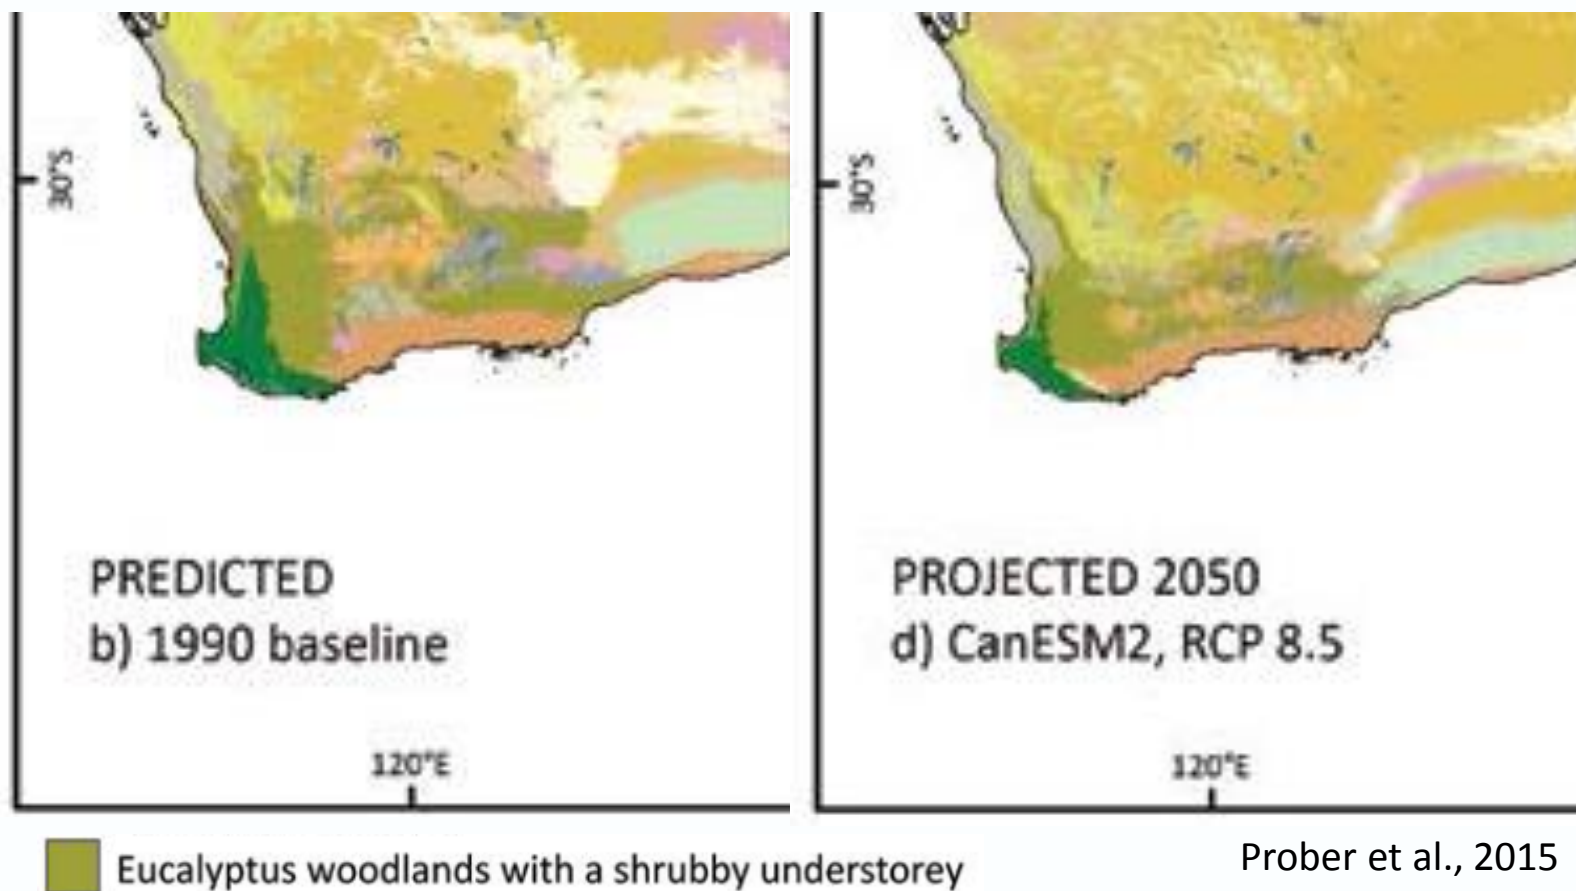 30°S
30°S
PREDICTED
b) 1990 baseline
PROJECTED 2050
d) CanESM2, RCP 8.5
120°E
120°E
Eucalyptus woodlands with a shrubby understorey
Prober et al., 2015